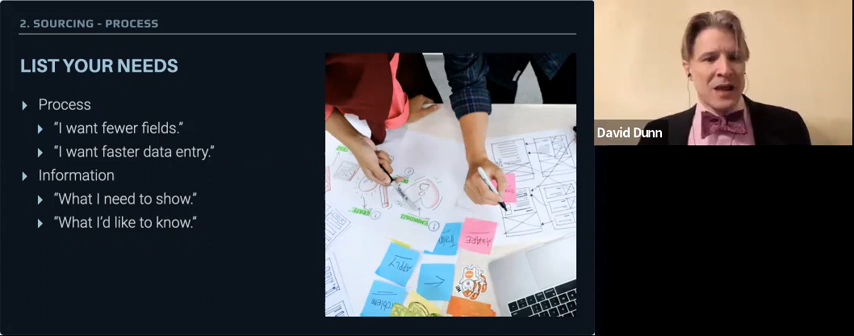 2. SOURCING - PROCESS
LIST YOUR NEEDS
Process
"I want fewer fields."
"I want faster data entry."
Information
"What I need to show."
"What I'd like to know."
APPLY
David Dunn